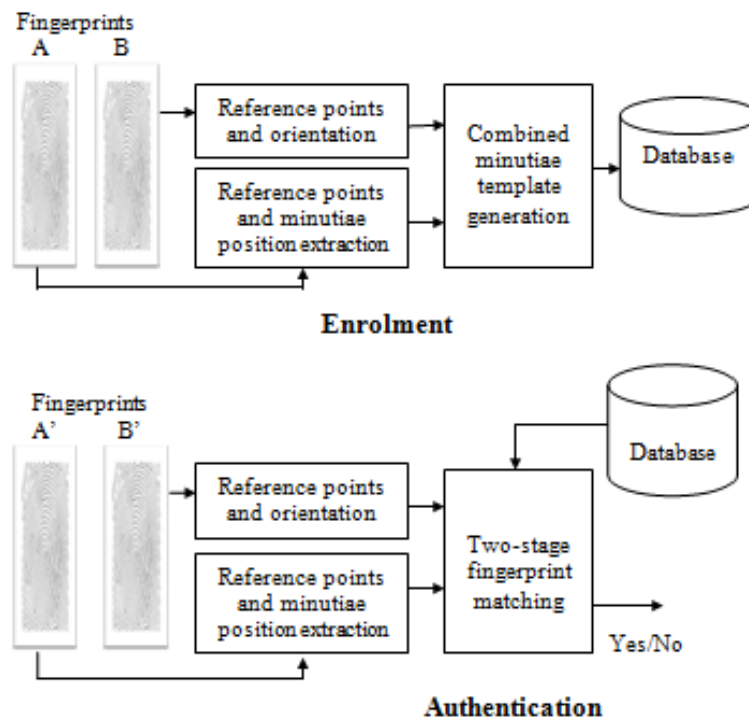 Fingerprints
A B
Reference points
and orientation
Reference points
and minutiae
position extraction
Combined
minutiae
template
generation
Database
Enrolment
Fingerprints
A’ B’
Reference points
and orientation
Reference points
and minutiae
position extraction
Two-stage
fingerprint
matching
Database
Yes/No
Authentication